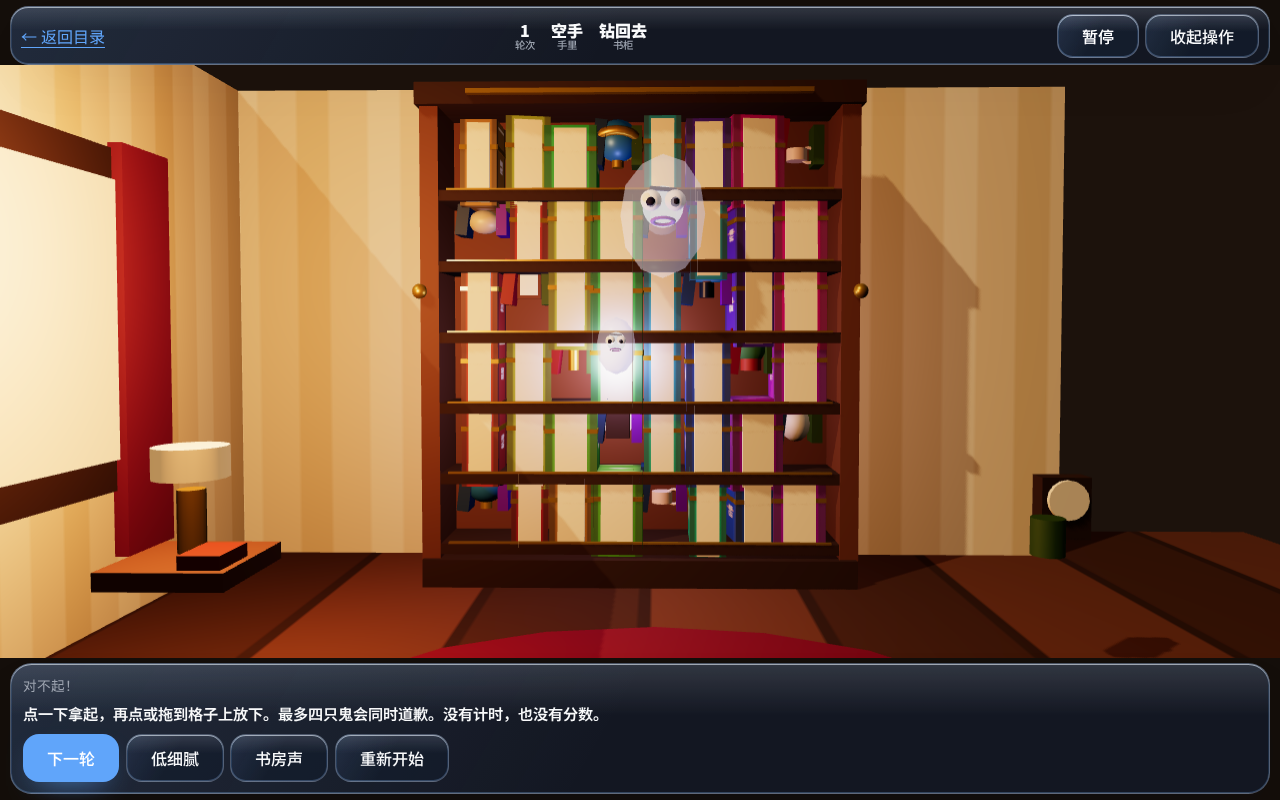 ← 返回目录
1 空手 钻回去
轮次 手里 书柜
暂停
收起操作
对不起！
点一下拿起，再点或拖到格子上放下。最多四只鬼会同时道歉。没有计时，也没有分数。
下一轮
低细腻
书房声
重新开始